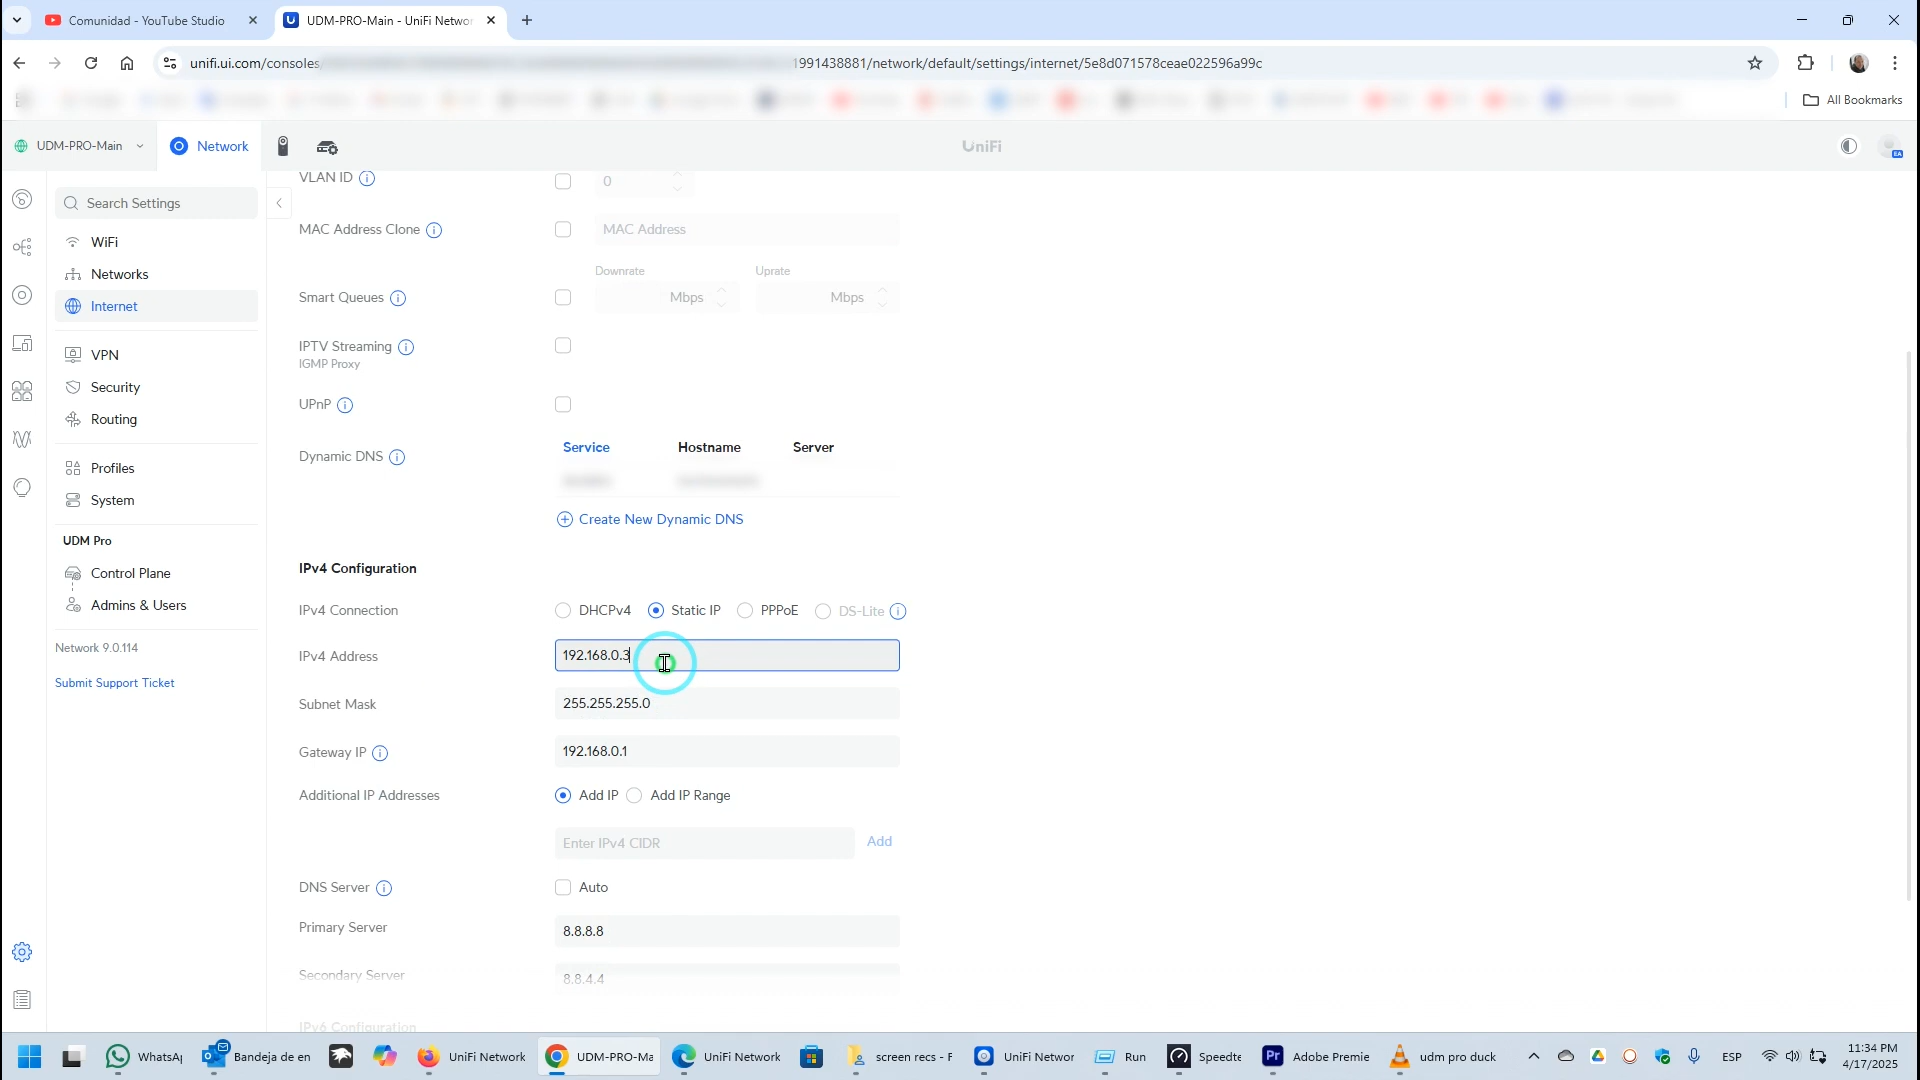 Comunidad - YouTube Studio
UDM-PRO-Main - UniFi Networ
unifi.ui.com/consoles
1991438881/network/default/settings/internet/5e8d071578ceae022596a99c
All Bookmarks
UDM-PRO-Main
Network
UniFi
EA
Search Settings
WiFi
Networks
Internet
VPN
Security
Routing
Profiles
System
UDM Pro
Control Plane
Admins & Users
Network 9.0.114
Submit Support Ticket
VLAN ID
0
MAC Address Clone
MAC Address
Downrate
Uprate
Smart Queues
Mbps
Mbps
IPTV Streaming
IGMP Proxy
UPnP
Dynamic DNS
Service Hostname Server
Create New Dynamic DNS
IPv4 Configuration
IPv4 Connection
DHCPv4 Static IP PPPoE DS-Lite
IPv4 Address
192.168.0.3
Subnet Mask
255.255.255.0
Gateway IP
192.168.0.1
Additional IP Addresses
Add IP Add IP Range
Enter IPv4 CIDR
Add
DNS Server
Auto
Primary Server
8.8.8.8
Secondary Server
8.8.4.4
IPv6 Configuration
WhatsA
Bandeja de en
UniFi Network
UDM-PRO-Ma
UniFi Network
screen recs - F
UniFi Networ
Run
Speedte
Pr
Adobe Premie
udm pro duck
ESP
11:34 PM
4/17/2025